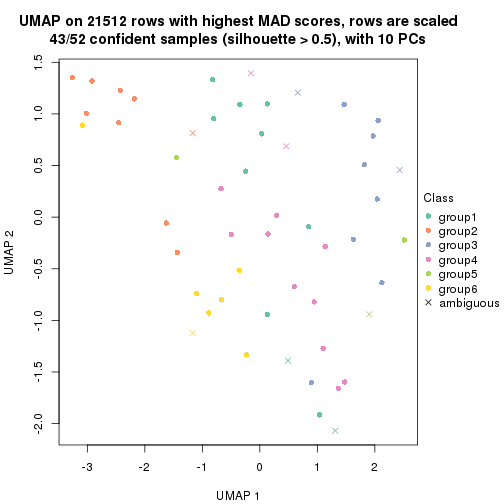 UMAP on 21512 rows with highest MAD scores, rows are scaled
43/52 confident samples (silhouette > 0.5), with 10 PCs
1.5
1.0
0.5
0.0
-0.5
-1.0
-1.5
-2.0
UMAP 2
-3
-2
-1
0
1
2
UMAP 1
Class
group1
group2
group3
group4
group5
group6
ambiguous